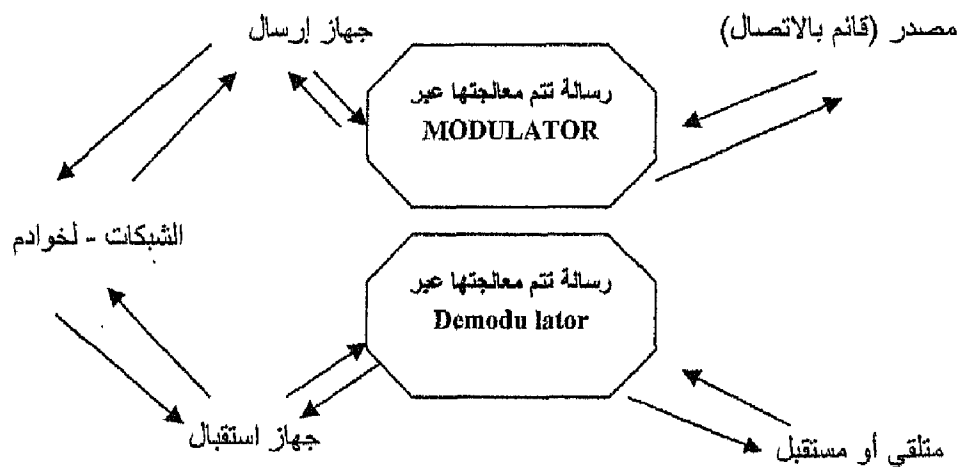 مصدر (قائم بالاتصال)
جهاز إرسال
رسالة تتم معالجتها عبر
MODULATOR
الشبكات - لخوادم
رسالة تتم معالجتها عبر
Demodu lator
جهاز استقبال
متلقي أو مستقبل